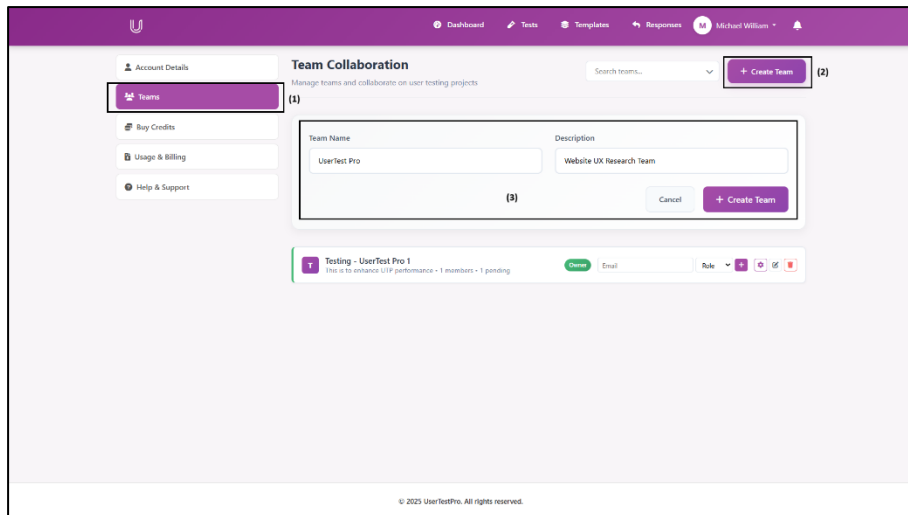 Dashboard Tests Templates Responses M Michael William
Account Details
Teams
(1)
Buy Credits
Usage & Billing
Help & Support
Team Collaboration
Manage teams and collaborate on user testing projects
Search teams...
+ Create Team
(2)
Team Name
Description
UserTest Pro
Website UX Research Team
(3)
Cancel
+ Create Team
T
Testing - UserTest Pro 1
This is to enhance UTP performance • 1 members • 1 pending
Owner
Email
Role
+
© 2025 UserTestPro. All rights reserved.